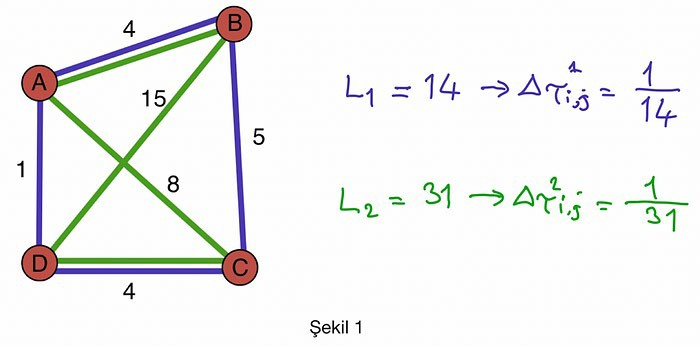 B
4
A
15
L₁ = 14 → Δτ¹ᵢ,ⱼ = 1/14
5
1
8
L₂ = 31 → Δτ²ᵢ,ⱼ = 1/31
D
C
4
Şekil 1